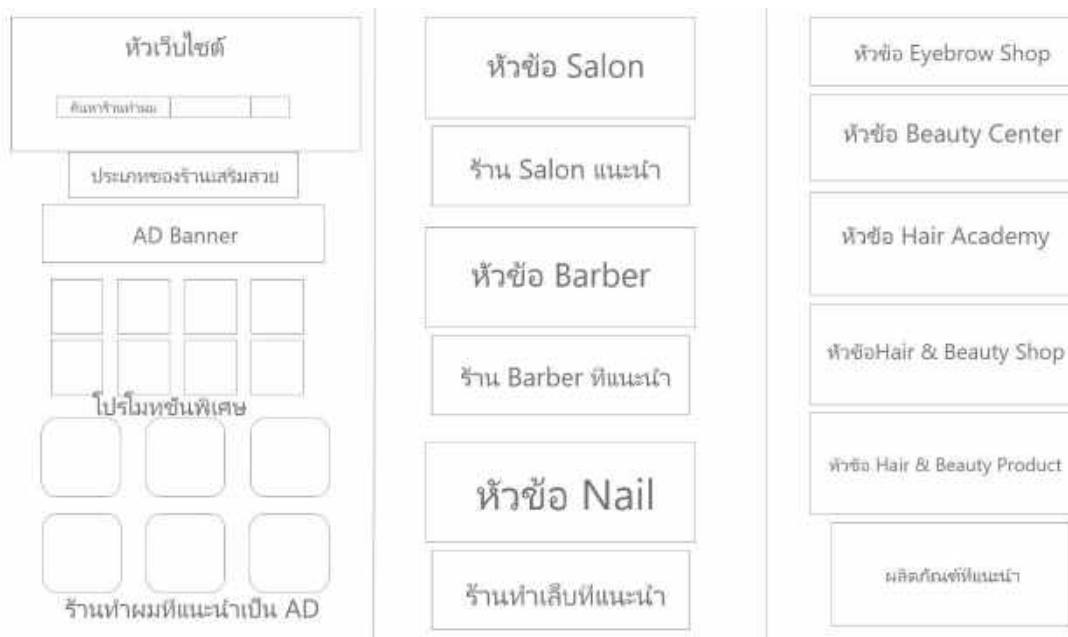 หัวเว็บไซต์
ค้นหาร้านทำผม
ประเภทของร้านเสริมสวย
AD Banner
โปรโมทชันพิเศษ
ร้านทำผมที่แนะนำเป็น AD
หัวข้อ Salon
ร้าน Salon แนะนำ
หัวข้อ Barber
ร้าน Barber ที่แนะนำ
หัวข้อ Nail
ร้านทำเล็บที่แนะนำ
หัวข้อ Eyebrow Shop
หัวข้อ Beauty Center
หัวข้อ Hair Academy
หัวข้อHair & Beauty Shop
หัวข้อ Hair & Beauty Product
ผลิตภัณฑ์ที่แนะนำ